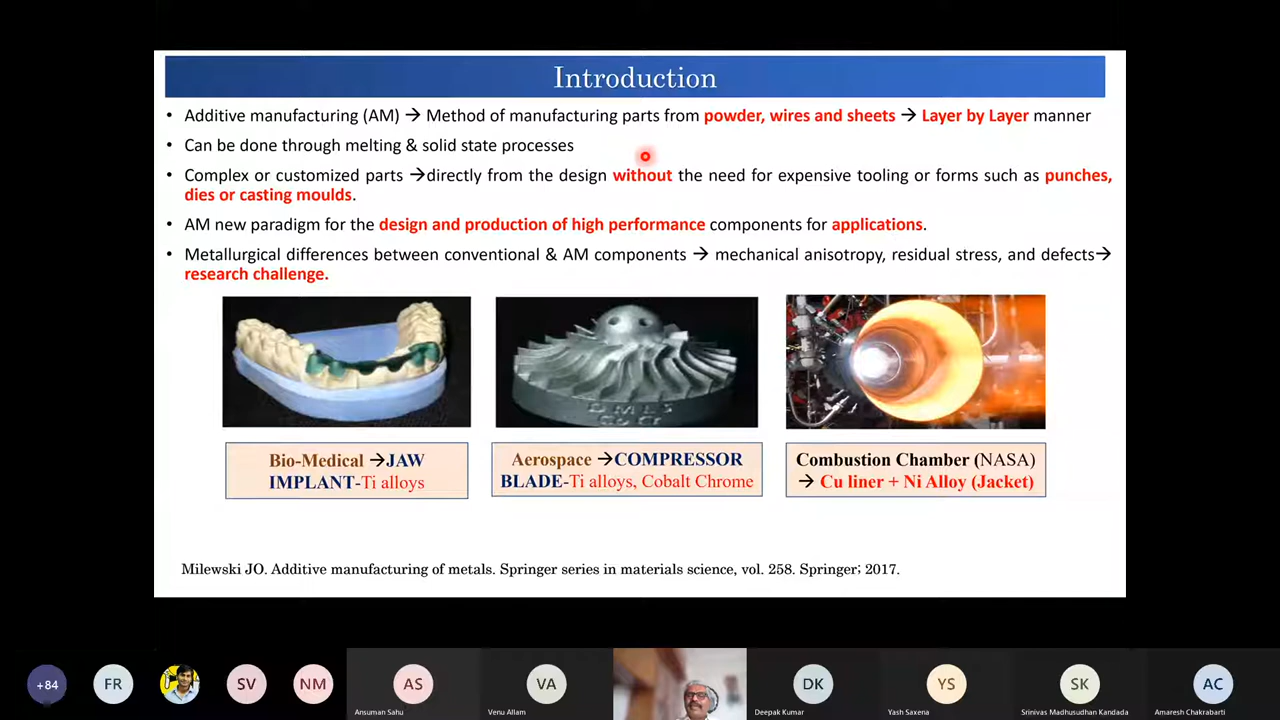 Introduction
• Additive manufacturing (AM) → Method of manufacturing parts from powder, wires and sheets → Layer by Layer manner
• Can be done through melting & solid state processes
• Complex or customized parts →directly from the design without the need for expensive tooling or forms such as punches,
dies or casting moulds.
• AM new paradigm for the design and production of high performance components for applications.
• Metallurgical differences between conventional & AM components → mechanical anisotropy, residual stress, and defects→
research challenge.
DMLS
Co Cr
Bio-Medical →JAW
IMPLANT-Ti alloys
Aerospace →COMPRESSOR
BLADE-Ti alloys, Cobalt Chrome
Combustion Chamber (NASA)
→ Cu liner + Ni Alloy (Jacket)
Milewski JO. Additive manufacturing of metals. Springer series in materials science, vol. 258. Springer; 2017.
+84
FR
SV
NM
AS
VA
DK
YS
SK
AC
Ansuman Sahu
Venu Allam
Deepak Kumar
Yash Saxena
Srinivas Madhusudhan Kandada
Amaresh Chakrabarti